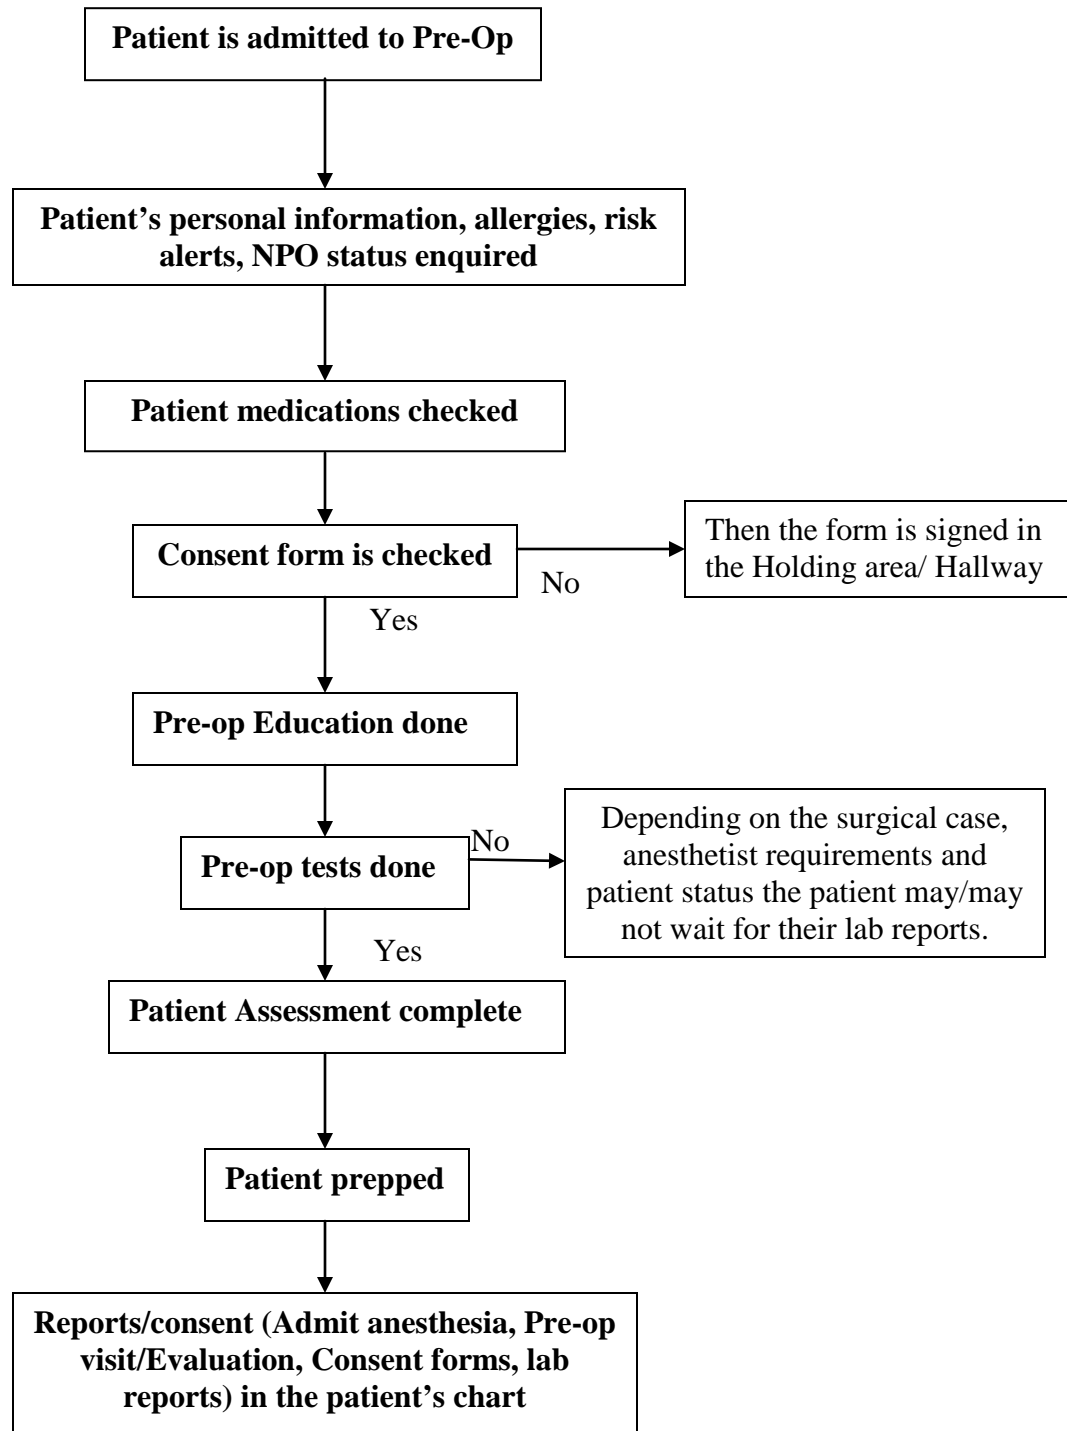 Patient is admitted to Pre-Op
Patient’s personal information, allergies, risk
alerts, NPO status enquired
Patient medications checked
Consent form is checked
No
Then the form is signed in
the Holding area/ Hallway
Yes
Pre-op Education done
Pre-op tests done
No
Depending on the surgical case,
anesthetist requirements and
patient status the patient may/may
not wait for their lab reports.
Yes
Patient Assessment complete
Patient prepped
Reports/consent (Admit anesthesia, Pre-op
visit/Evaluation, Consent forms, lab
reports) in the patient’s chart